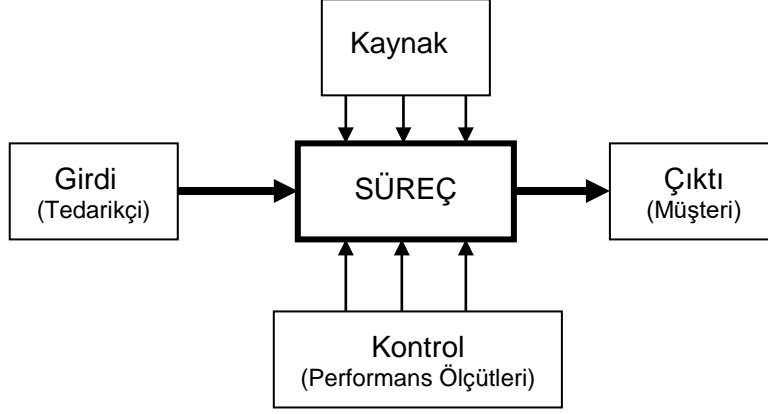 Kaynak
Girdi
(Tedarikçi)
SÜREÇ
Çıktı
(Müşteri)
Kontrol
(Performans Ölçütleri)